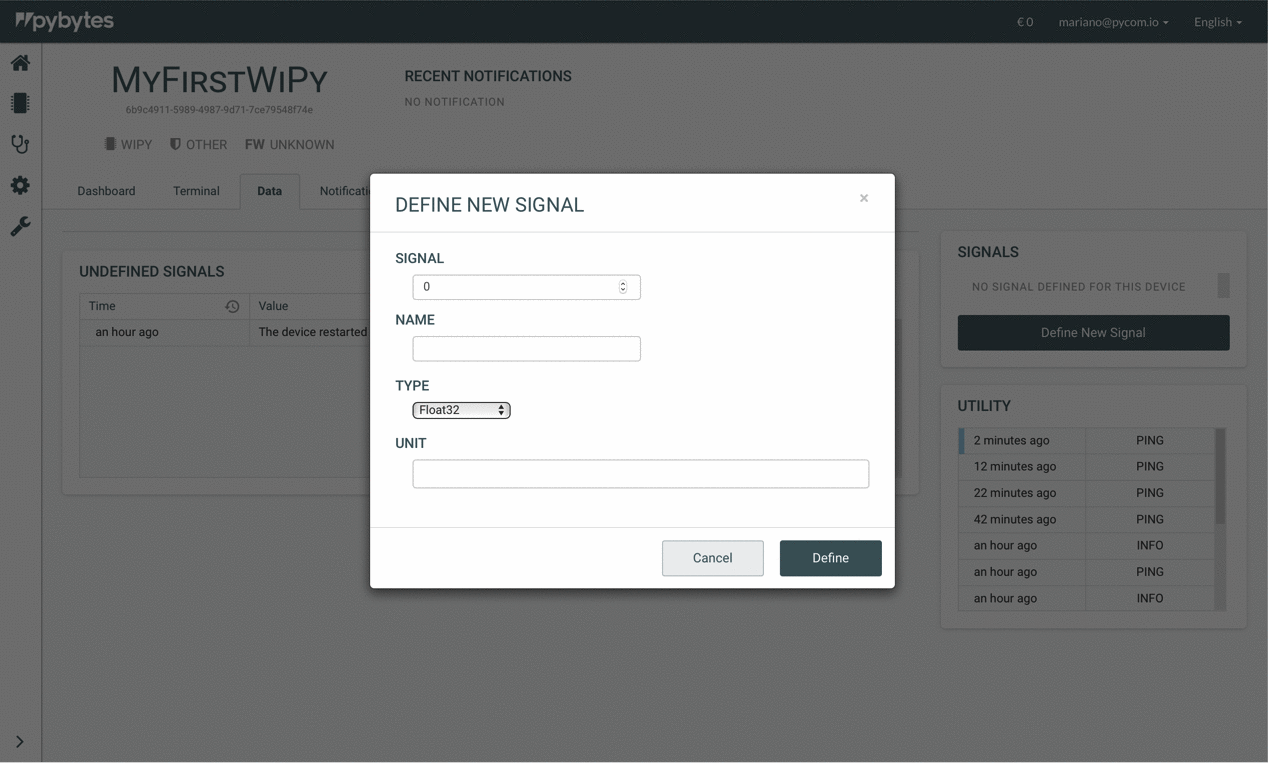 pybytes
€ 0 mariano@pycom.io English
MYFIRSTWIPY
6b9c4911-5989-4987-9d71-7ce79548f74e
WIPY OTHER FW UNKNOWN
RECENT NOTIFICATIONS
NO NOTIFICATION
Dashboard Terminal Data Notificati
UNDEFINED SIGNALS
Time Value
an hour ago The device restarted
DEFINE NEW SIGNAL
×
SIGNAL
0
NAME
TYPE
Float32
UNIT
Cancel Define
SIGNALS
NO SIGNAL DEFINED FOR THIS DEVICE
Define New Signal
UTILITY
2 minutes ago PING
12 minutes ago PING
22 minutes ago PING
42 minutes ago PING
an hour ago INFO
an hour ago PING
an hour ago INFO